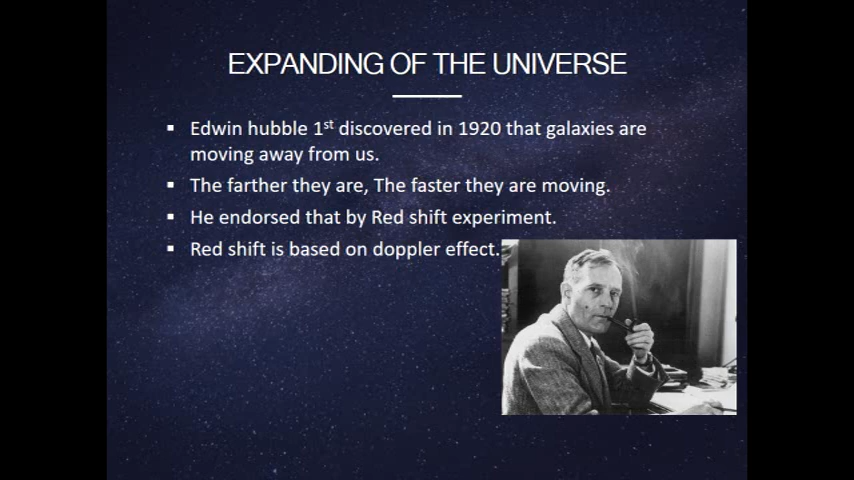 EXPANDING OF THE UNIVERSE
▪ Edwin hubble 1st discovered in 1920 that galaxies are
moving away from us.
▪ The farther they are, The faster they are moving.
▪ He endorsed that by Red shift experiment.
▪ Red shift is based on doppler effect.